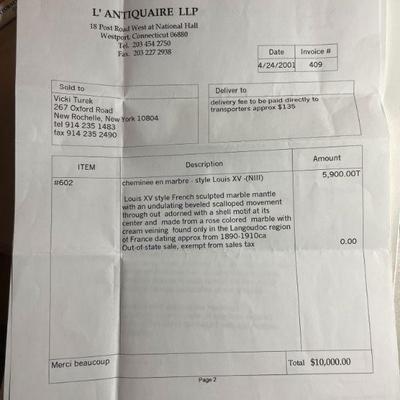 L' ANTIQUAIRE LLP
18 Post Road West at National Hall
Westport, Connecticut 06880
Tel. 203 454 2750
Fax. 203 227 2938
Date Invoice #
4/24/2001 409
Sold to
Vicki Turek
267 Oxford Road
New Rochelle, New York 10804
tel 914 235 1483
fax 914 235 2490
Deliver to
delivery fee to be paid directly to
transporters approx $135
ITEM Description Amount
#602 cheminee en marbre - style Louis XV -(NIII) 5,900.00T
Louis XV style French sculpted marble mantle
with an undulating beveled scalloped movement
through out adorned with a shell motif at its
center and made from a rose colored marble with
cream veining found only in the Langoudoc region
of France dating approx from 1890-1910ca
Out-of-state sale, exempt from sales tax 0.00
Merci beaucoup Total $10,000.00
Page 2